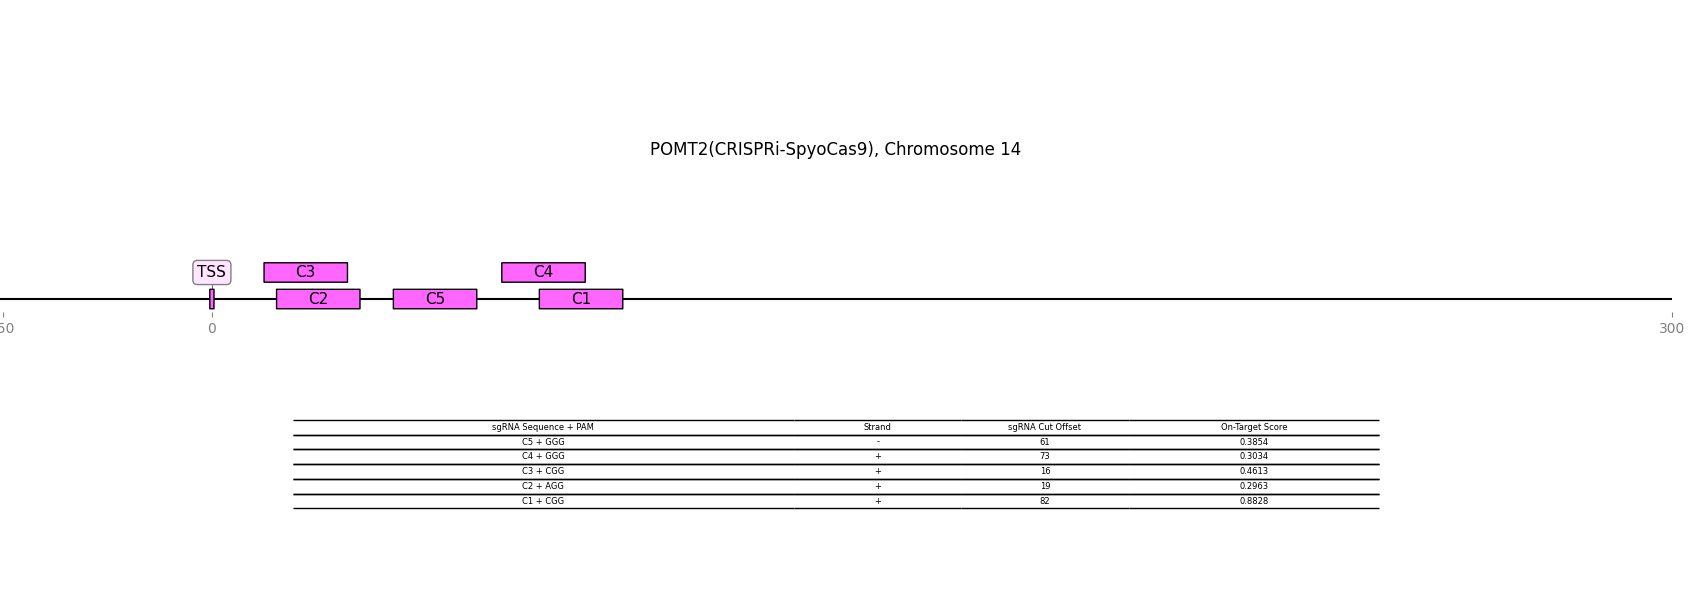 POMT2(CRISPRi-SpyoCas9), Chromosome 14
TSS C3 C4
C2 C5 C1
50 0 300
sgRNA Sequence + PAM Strand sgRNA Cut Offset On-Target Score
C5 + GGG - 61 0.3854
C4 + GGG + 73 0.3034
C3 + CGG + 16 0.4613
C2 + AGG + 19 0.2963
C1 + CGG + 82 0.8828